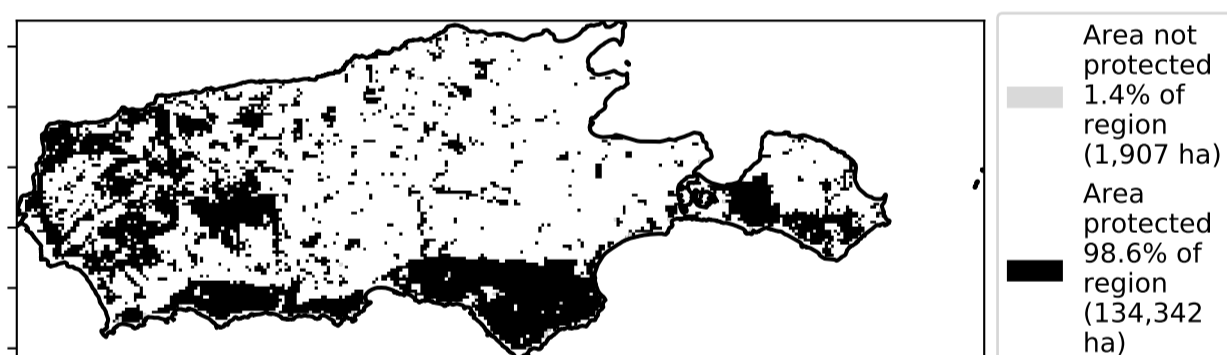 Area not
protected
1.4% of
region
(1,907 ha)
Area
protected
98.6% of
region
(134,342
ha)